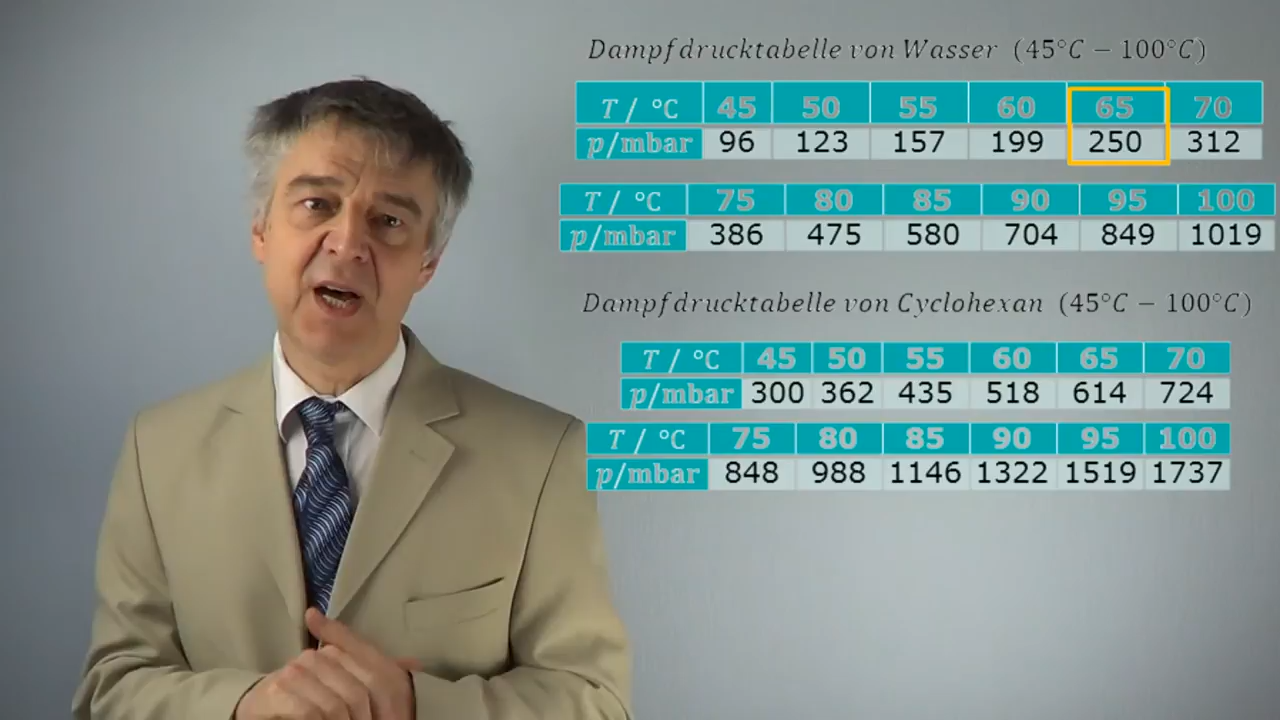 Dampfdrucktabelle von Wasser (45°C − 100°C)
T / °C 45 50 55 60 65 70
p/mbar 96 123 157 199 250 312
T / °C 75 80 85 90 95 100
p/mbar 386 475 580 704 849 1019
Dampfdrucktabelle von Cyclohexan (45°C − 100°C)
T / °C 45 50 55 60 65 70
p/mbar 300 362 435 518 614 724
T / °C 75 80 85 90 95 100
p/mbar 848 988 1146 1322 1519 1737